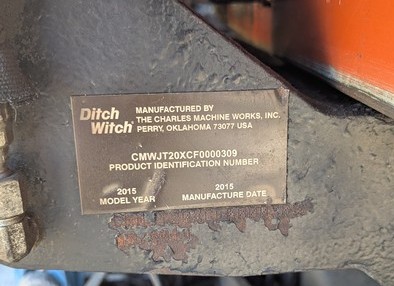 Ditch Witch
MANUFACTURED BY
THE CHARLES MACHINE WORKS, INC.
PERRY, OKLAHOMA 73077 USA
CMWJT20XCF0000309
PRODUCT IDENTIFICATION NUMBER
2015
MODEL YEAR
2015
MANUFACTURE DATE